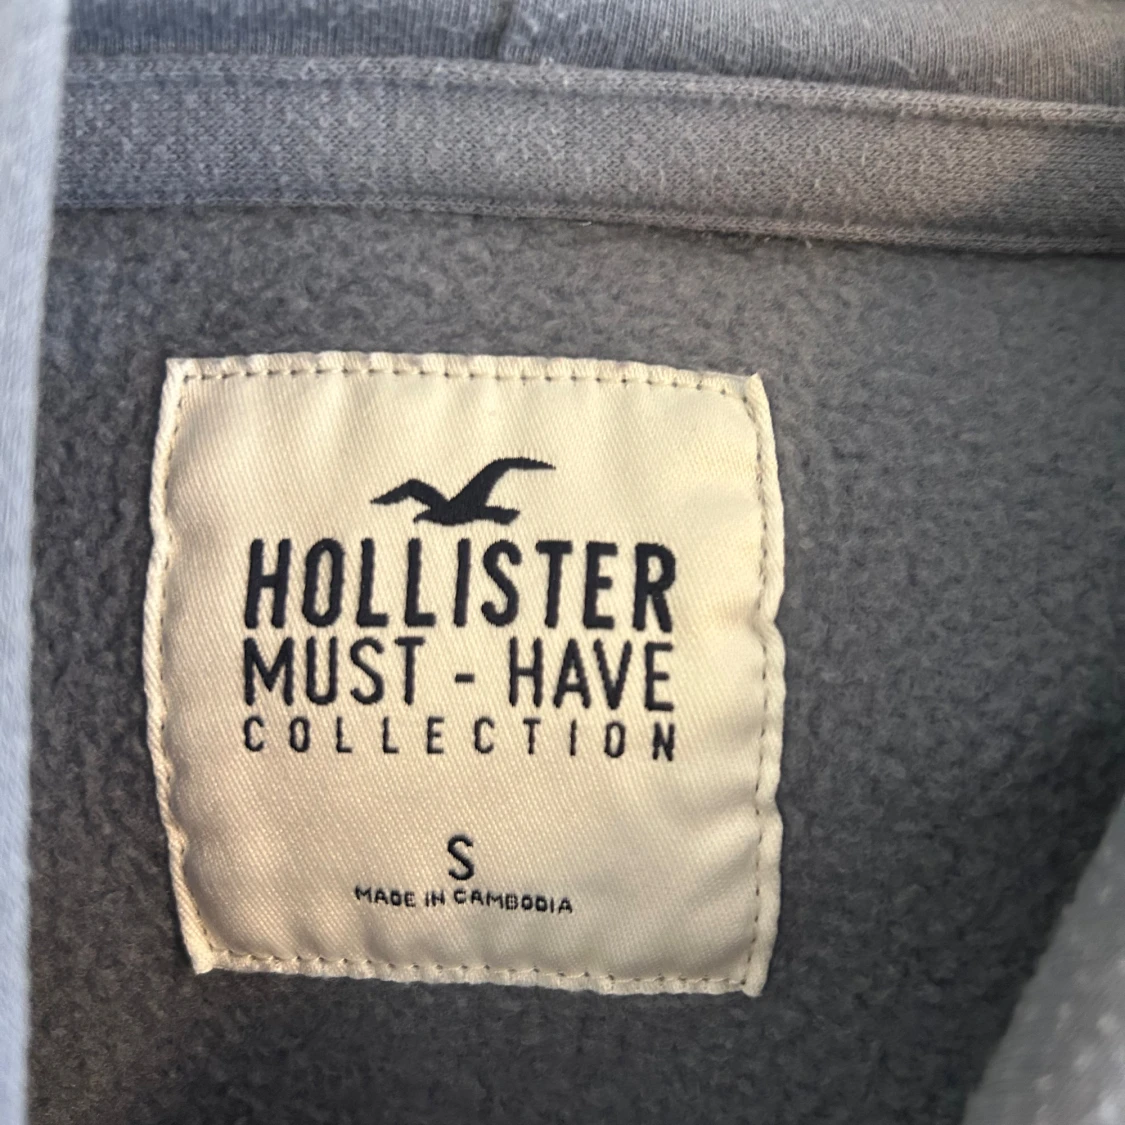 HOLLISTER
MUST - HAVE
COLLECTION
S
MADE IN CAMBODIA